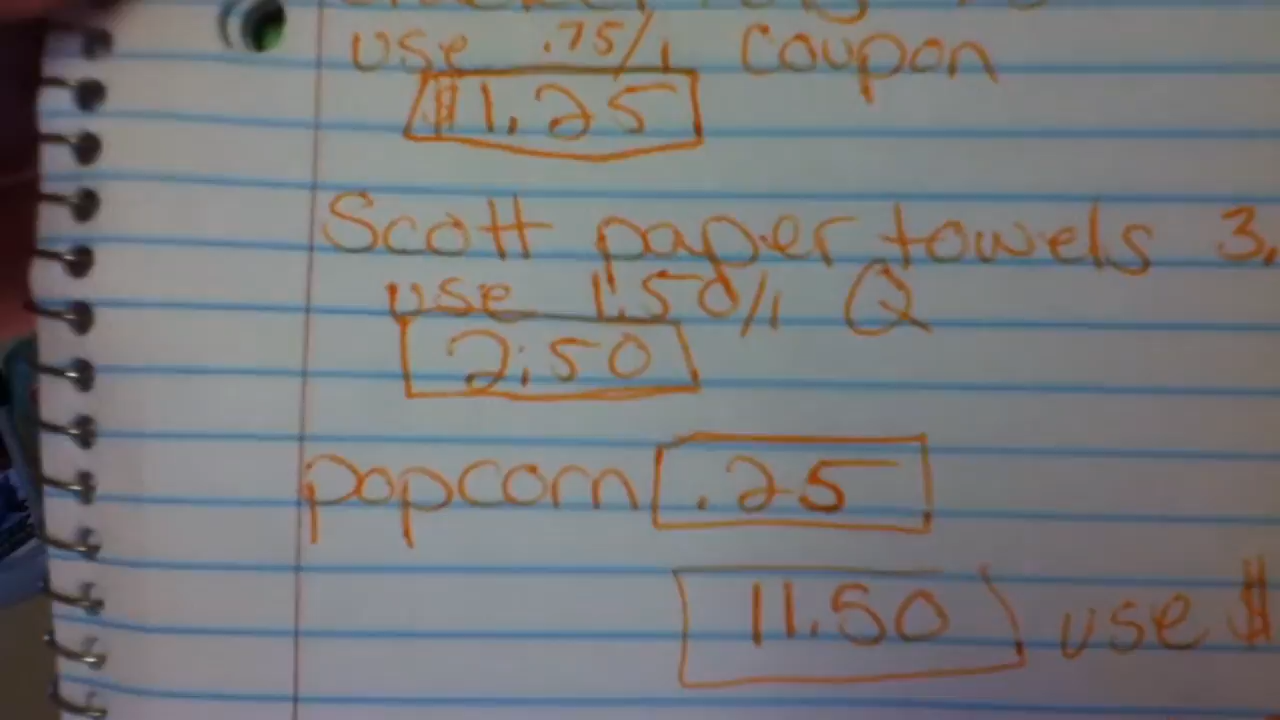 use .75/1 coupon
$1.25
Scott paper towels 3.
use 1.50/1 Q
2.50
popcorn .25
11.50 use $